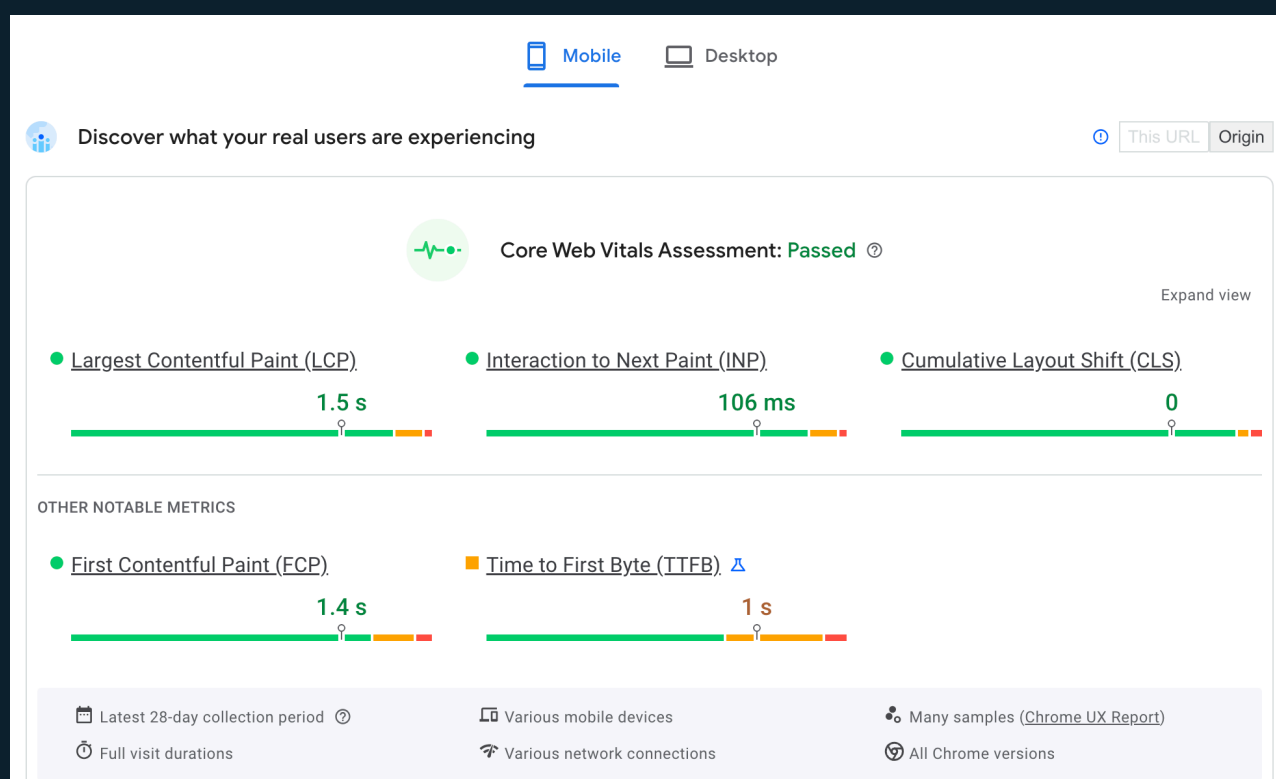 Mobile Desktop
Discover what your real users are experiencing This URL Origin
Core Web Vitals Assessment: Passed
Expand view
Largest Contentful Paint (LCP) Interaction to Next Paint (INP) Cumulative Layout Shift (CLS)
1.5 s 106 ms 0
OTHER NOTABLE METRICS
First Contentful Paint (FCP) Time to First Byte (TTFB)
1.4 s 1 s
Latest 28-day collection period Various mobile devices Many samples (Chrome UX Report)
Full visit durations Various network connections All Chrome versions